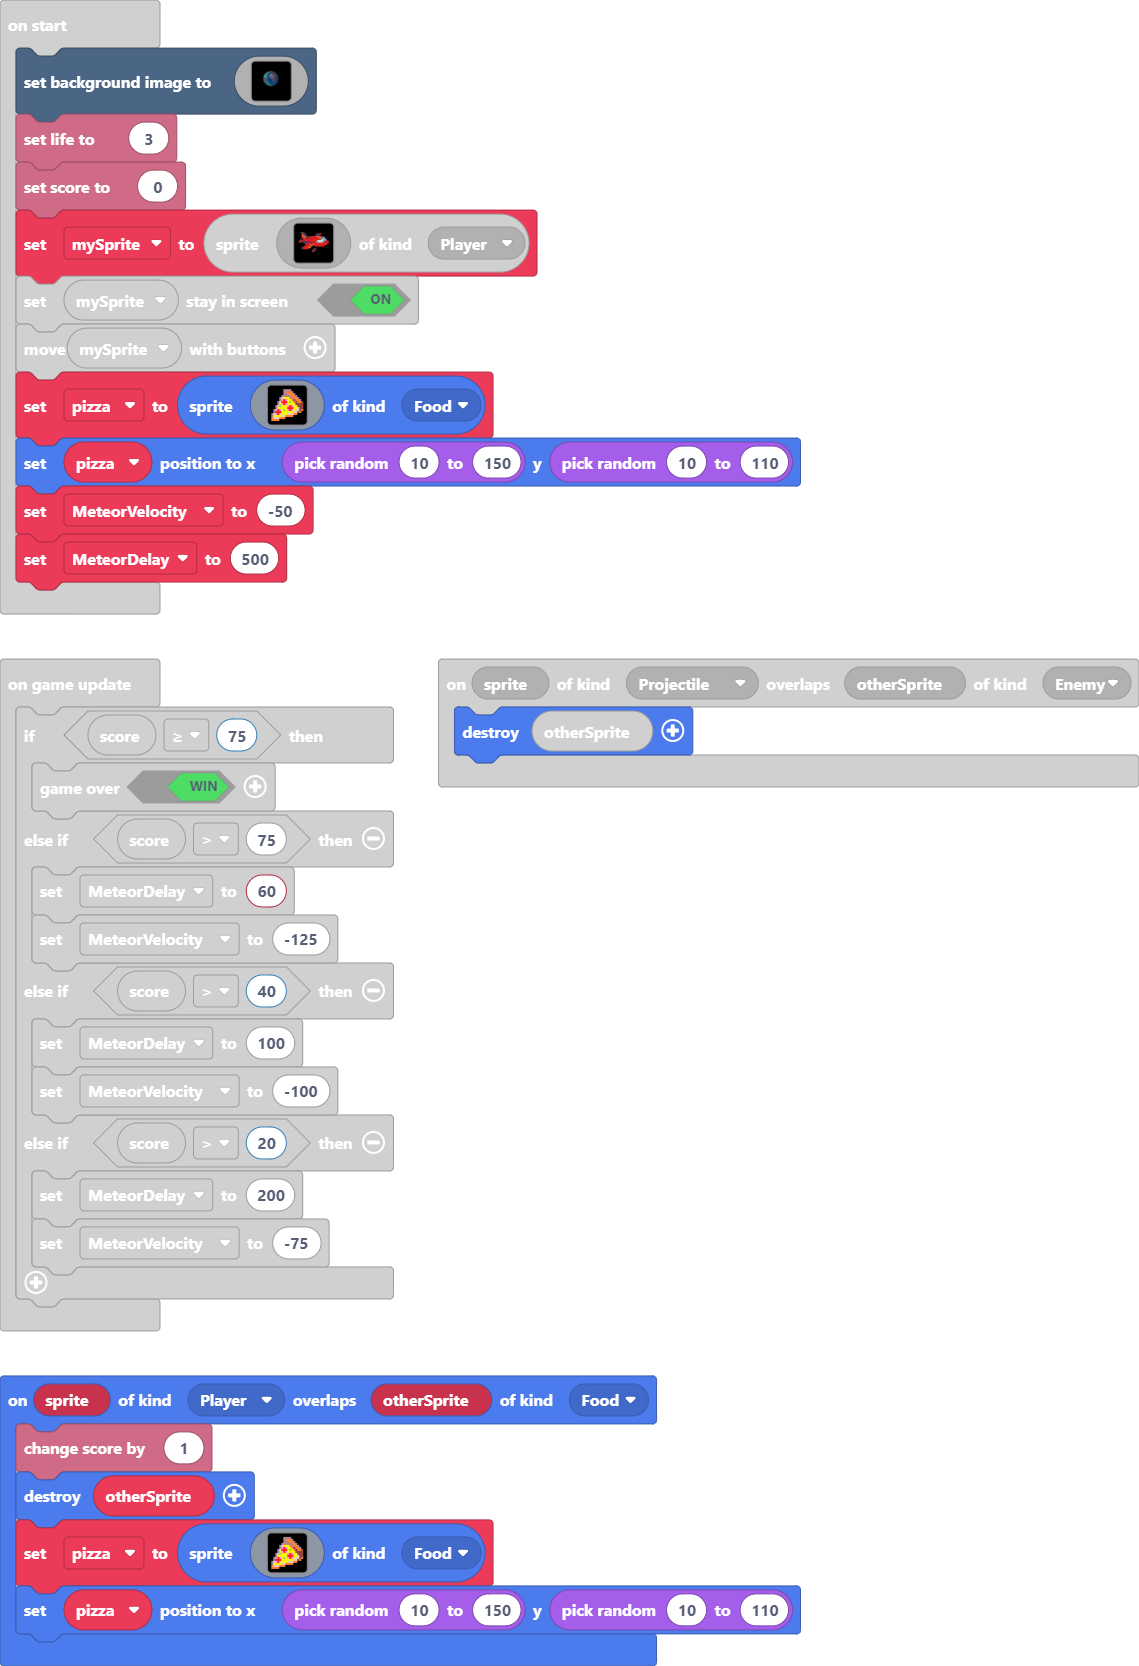 on start
set background image to
set life to 3
set score to 0
set mySprite to sprite of kind Player
set mySprite stay in screen ON
move mySprite with buttons
set pizza to sprite of kind Food
set pizza position to x pick random 10 to 150 y pick random 10 to 110
set MeteorVelocity to -50
set MeteorDelay to 500
on game update
if score ≥ 75 then
game over WIN
else if score > 75 then
set MeteorDelay to 60
set MeteorVelocity to -125
else if score > 40 then
set MeteorDelay to 100
set MeteorVelocity to -100
else if score > 20 then
set MeteorDelay to 200
set MeteorVelocity to -75
on sprite of kind Projectile overlaps otherSprite of kind Enemy
destroy otherSprite
on sprite of kind Player overlaps otherSprite of kind Food
change score by 1
destroy otherSprite
set pizza to sprite of kind Food
set pizza position to x pick random 10 to 150 y pick random 10 to 110